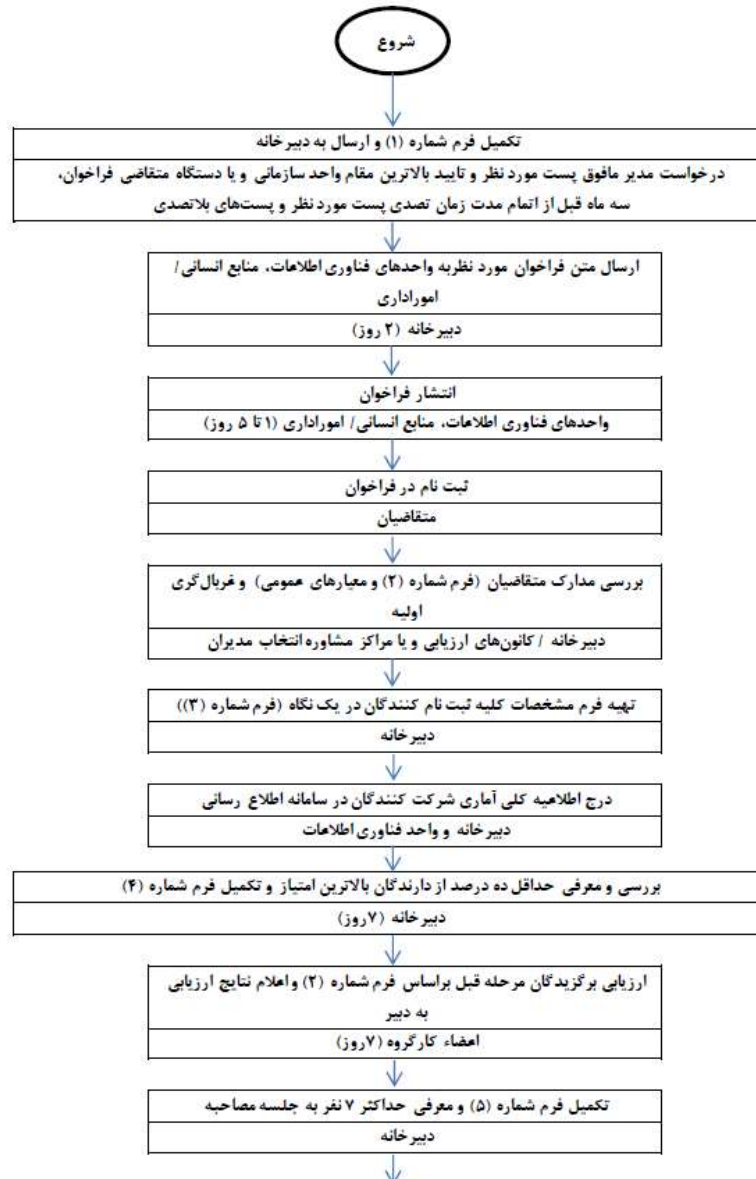 شروع
تکمیل فرم شماره (۱) و ارسال به دبیرخانه
درخواست مدیر مافوق پست مورد نظر و تایید بالاترین مقام واحد سازمانی و یا دستگاه متقاضی فراخوان،
سه ماه قبل از اتمام مدت زمان تصدی پست مورد نظر و پست‌های بلاتصدی
ارسال متن فراخوان مورد نظربه واحدهای فناوری اطلاعات، منابع انسانی/
اموراداری
دبیرخانه (۲ روز)
انتشار فراخوان
واحدهای فناوری اطلاعات، منابع انسانی/ اموراداری (۱ تا ۵ روز)
ثبت نام در فراخوان
متقاضیان
بررسی مدارک متقاضیان (فرم شماره (۲) و معیارهای عمومی) و غربال‌گری
اولیه
دبیرخانه / کانون‌های ارزیابی و یا مراکز مشاوره انتخاب مدیران
تهیه فرم مشخصات کلیه ثبت نام کنندگان در یک نگاه (فرم شماره (۳))
دبیرخانه
درج اطلاعیه کلی آماری شرکت کنندگان در سامانه اطلاع رسانی
دبیرخانه و واحد فناوری اطلاعات
بررسی و معرفی حداقل ده درصد از دارندگان بالاترین امتیاز و تکمیل فرم شماره (۴)
دبیرخانه (۷روز)
ارزیابی برگزیدگان مرحله قبل براساس فرم شماره (۲) و اعلام نتایج ارزیابی
به دبیر
اعضاء کارگروه (۷روز)
تکمیل فرم شماره (۵) و معرفی حداکثر ۷ نفر به جلسه مصاحبه
دبیرخانه